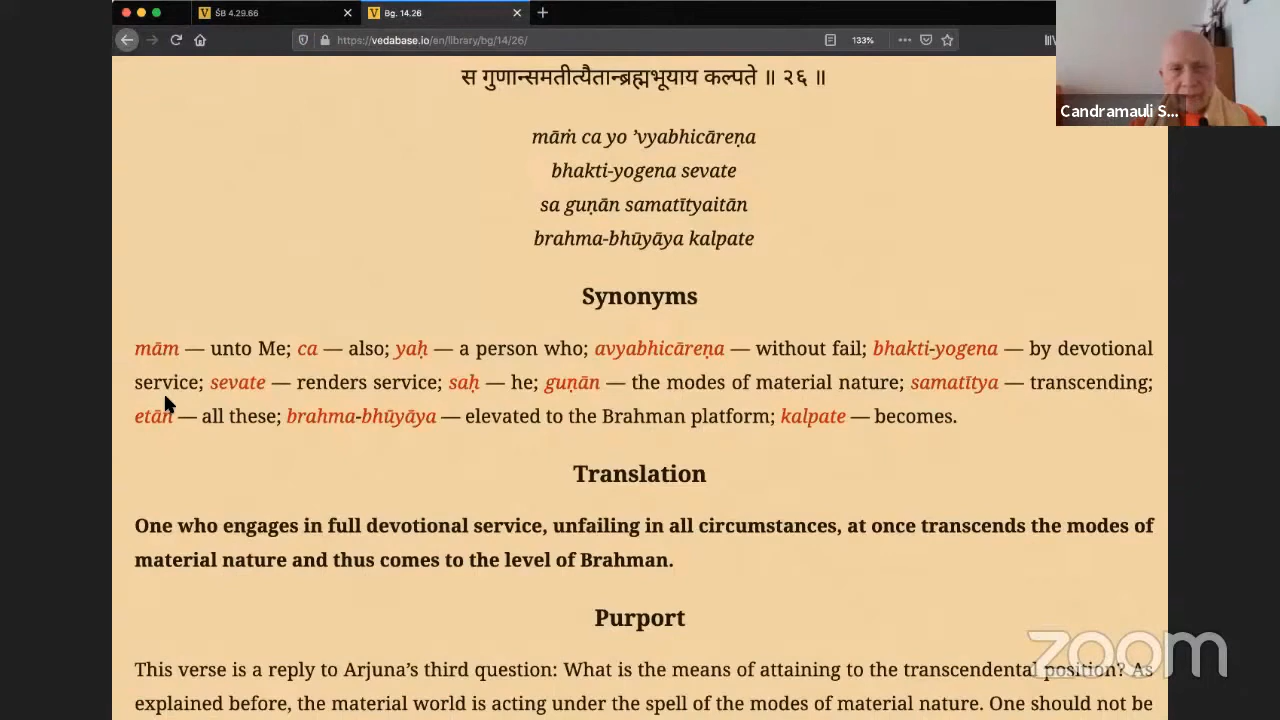 ŚB 4.29.66
Bg. 14.26
https://vedabase.io/en/library/bg/14/26/
133%
स गुणान्समतीत्यैतान्ब्रह्मभूयाय कल्पते ॥ २६ ॥
Candramauli S...
māṁ ca yo ’vyabhicāreṇa
bhakti-yogena sevate
sa guṇān samatītyaitān
brahma-bhūyāya kalpate
Synonyms
mām — unto Me; ca — also; yaḥ — a person who; avyabhicāreṇa — without fail; bhakti-yogena — by devotional
service; sevate — renders service; saḥ — he; guṇān — the modes of material nature; samatītya — transcending;
etān — all these; brahma-bhūyāya — elevated to the Brahman platform; kalpate — becomes.
Translation
One who engages in full devotional service, unfailing in all circumstances, at once transcends the modes of
material nature and thus comes to the level of Brahman.
Purport
This verse is a reply to Arjuna’s third question: What is the means of attaining to the transcendental position? As
explained before, the material world is acting under the spell of the modes of material nature. One should not be
zoom